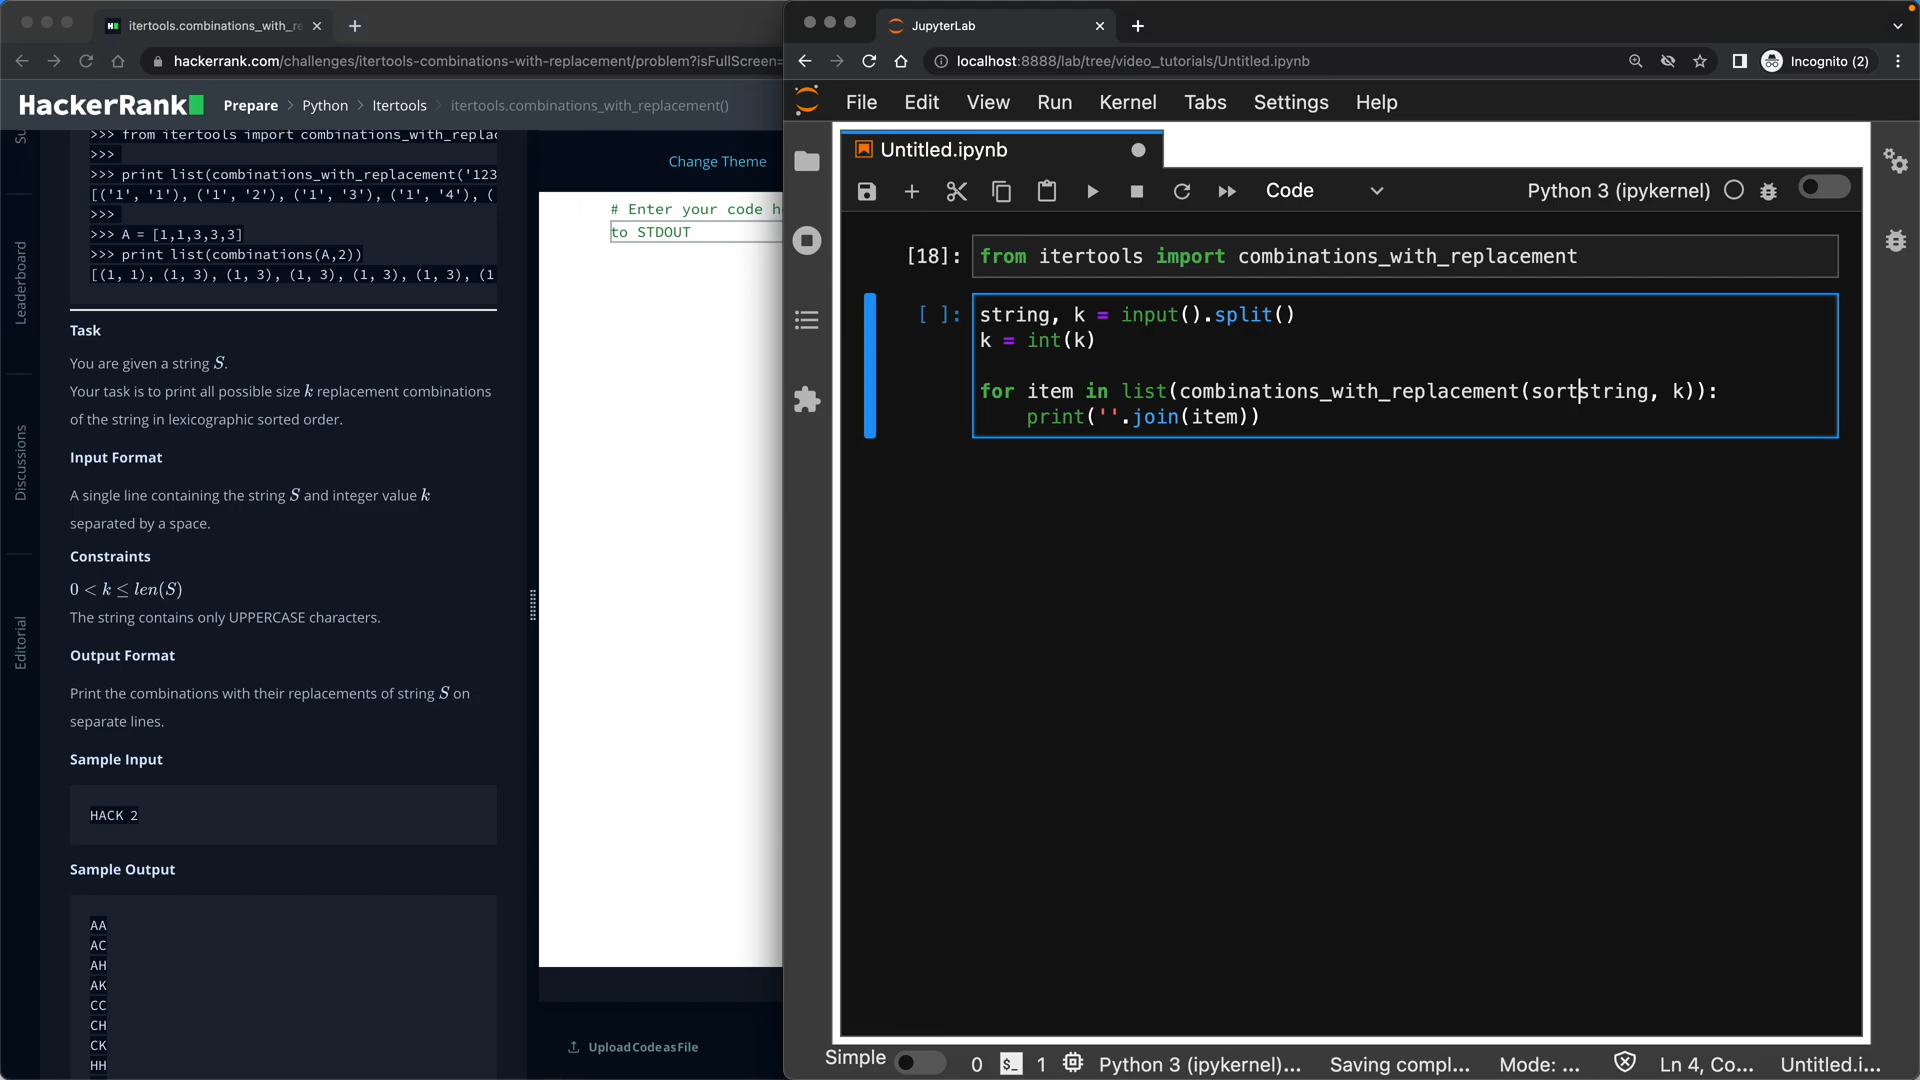 itertools.combinations_with_re
hackerrank.com/challenges/itertools-combinations-with-replacement/problem?isFullScreen=
HackerRank
Prepare > Python > Itertools > itertools.combinations_with_replacement()
Leaderboard
Discussions
Editorial
>>> from itertools import combinations_with_replac
>>>
>>> print list(combinations_with_replacement('123
[('1', '1'), ('1', '2'), ('1', '3'), ('1', '4'), (
>>>
>>> A = [1,1,3,3,3]
>>> print list(combinations(A,2))
[(1, 1), (1, 3), (1, 3), (1, 3), (1, 3), (1, 3), (1
Task
You are given a string S.
Your task is to print all possible size k replacement combinations
of the string in lexicographic sorted order.
Input Format
A single line containing the string S and integer value k
separated by a space.
Constraints
0 < k ≤ len(S)
The string contains only UPPERCASE characters.
Output Format
Print the combinations with their replacements of string S on
separate lines.
Sample Input
HACK 2
Sample Output
AA
AC
AH
AK
CC
CH
CK
HH
Change Theme
# Enter your code h
to STDOUT
Upload Code as File
JupyterLab
localhost:8888/lab/tree/video_tutorials/Untitled.ipynb
Incognito (2)
File Edit View Run Kernel Tabs Settings Help
Untitled.ipynb
Code
Python 3 (ipykernel)
[18]: from itertools import combinations_with_replacement
[ ]: string, k = input().split()
k = int(k)
for item in list(combinations_with_replacement(sortstring, k)):
print(''.join(item))
Simple 0 1 Python 3 (ipykernel)... Saving compl... Mode: ... Ln 4, Co... Untitled.i...